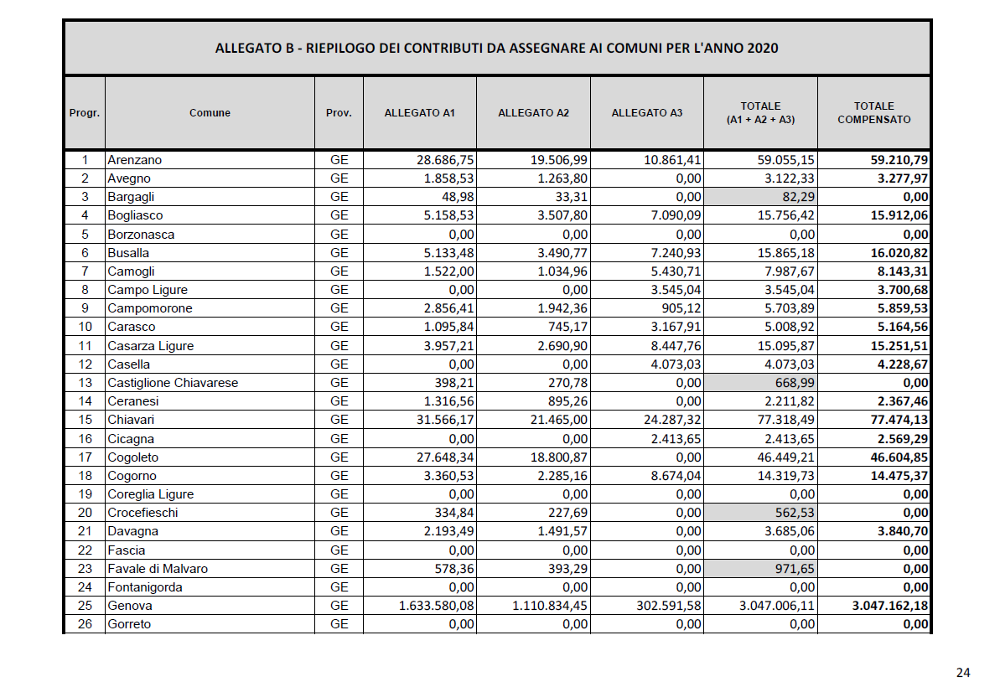 ALLEGATO B - RIEPILOGO DEI CONTRIBUTI DA ASSEGNARE AI COMUNI PER L'ANNO 2020
Progr. Comune Prov. ALLEGATO A1 ALLEGATO A2 ALLEGATO A3 TOTALE (A1 + A2 + A3) TOTALE COMPENSATO
1 Arenzano GE 28.686,75 19.506,99 10.861,41 59.055,15 59.210,79
2 Avegno GE 1.858,53 1.263,80 0,00 3.122,33 3.277,97
3 Bargagli GE 48,98 33,31 0,00 82,29 0,00
4 Bogliasco GE 5.158,53 3.507,80 7.090,09 15.756,42 15.912,06
5 Borzonasca GE 0,00 0,00 0,00 0,00 0,00
6 Busalla GE 5.133,48 3.490,77 7.240,93 15.865,18 16.020,82
7 Camogli GE 1.522,00 1.034,96 5.430,71 7.987,67 8.143,31
8 Campo Ligure GE 0,00 0,00 3.545,04 3.545,04 3.700,68
9 Campomorone GE 2.856,41 1.942,36 905,12 5.703,89 5.859,53
10 Carasco GE 1.095,84 745,17 3.167,91 5.008,92 5.164,56
11 Casarza Ligure GE 3.957,21 2.690,90 8.447,76 15.095,87 15.251,51
12 Casella GE 0,00 0,00 4.073,03 4.073,03 4.228,67
13 Castiglione Chiavarese GE 398,21 270,78 0,00 668,99 0,00
14 Ceranesi GE 1.316,56 895,26 0,00 2.211,82 2.367,46
15 Chiavari GE 31.566,17 21.465,00 24.287,32 77.318,49 77.474,13
16 Cicagna GE 0,00 0,00 2.413,65 2.413,65 2.569,29
17 Cogoleto GE 27.648,34 18.800,87 0,00 46.449,21 46.604,85
18 Cogorno GE 3.360,53 2.285,16 8.674,04 14.319,73 14.475,37
19 Coreglia Ligure GE 0,00 0,00 0,00 0,00 0,00
20 Crocefieschi GE 334,84 227,69 0,00 562,53 0,00
21 Davagna GE 2.193,49 1.491,57 0,00 3.685,06 3.840,70
22 Fascia GE 0,00 0,00 0,00 0,00 0,00
23 Favale di Malvaro GE 578,36 393,29 0,00 971,65 0,00
24 Fontanigorda GE 0,00 0,00 0,00 0,00 0,00
25 Genova GE 1.633.580,08 1.110.834,45 302.591,58 3.047.006,11 3.047.162,18
26 Gorreto GE 0,00 0,00 0,00 0,00 0,00
24